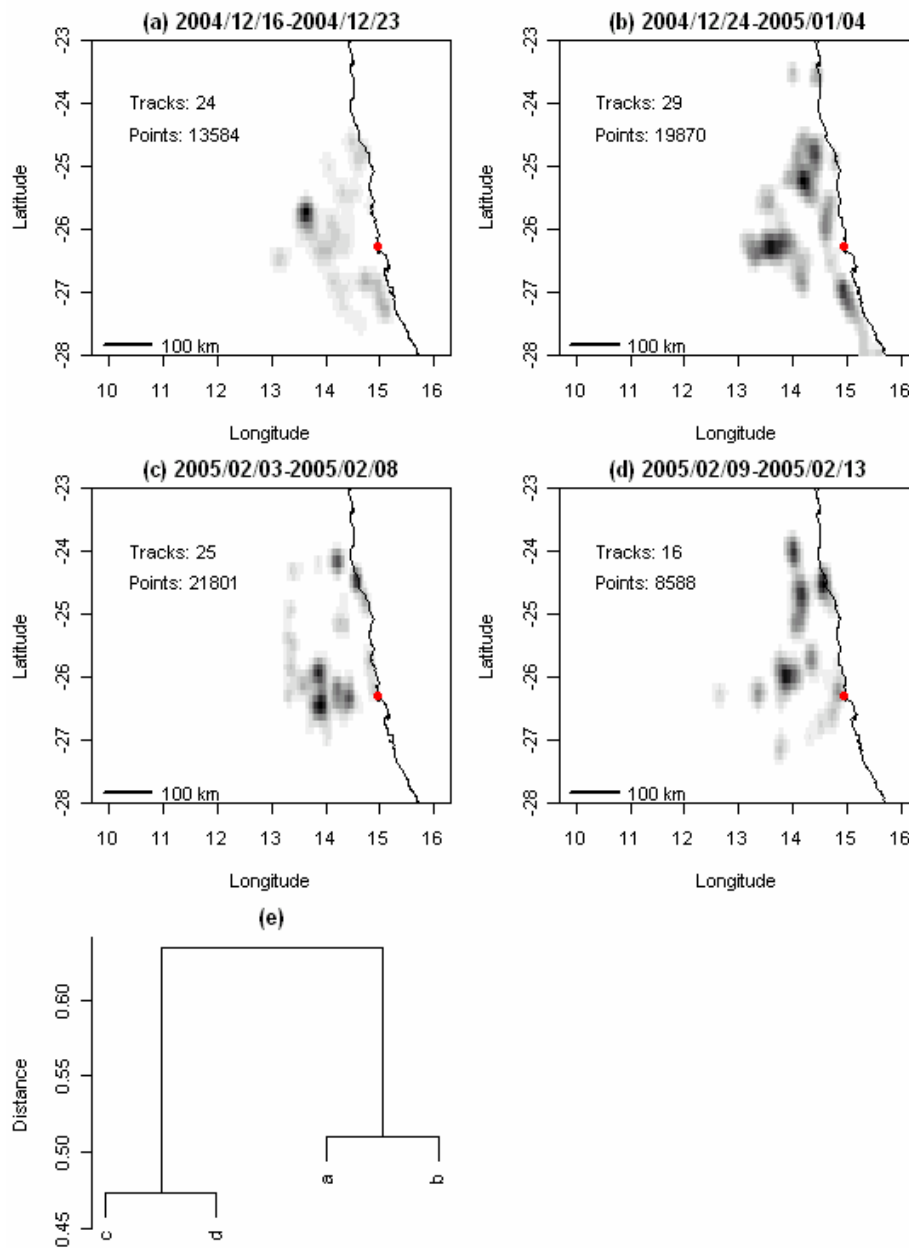 (a) 2004/12/16-2004/12/23
Tracks: 24
Points: 13584
100 km
-23
-24
-25
-26
-27
-28
Latitude
10 11 12 13 14 15 16
Longitude
(b) 2004/12/24-2005/01/04
Tracks: 29
Points: 19870
100 km
-23
-24
-25
-26
-27
-28
Latitude
10 11 12 13 14 15 16
Longitude
(c) 2005/02/03-2005/02/08
Tracks: 25
Points: 21801
100 km
-23
-24
-25
-26
-27
-28
Latitude
10 11 12 13 14 15 16
Longitude
(d) 2005/02/09-2005/02/13
Tracks: 16
Points: 8588
100 km
-23
-24
-25
-26
-27
-28
Latitude
10 11 12 13 14 15 16
Longitude
(e)
0.60
0.55
0.50
0.45
Distance
a b
c d